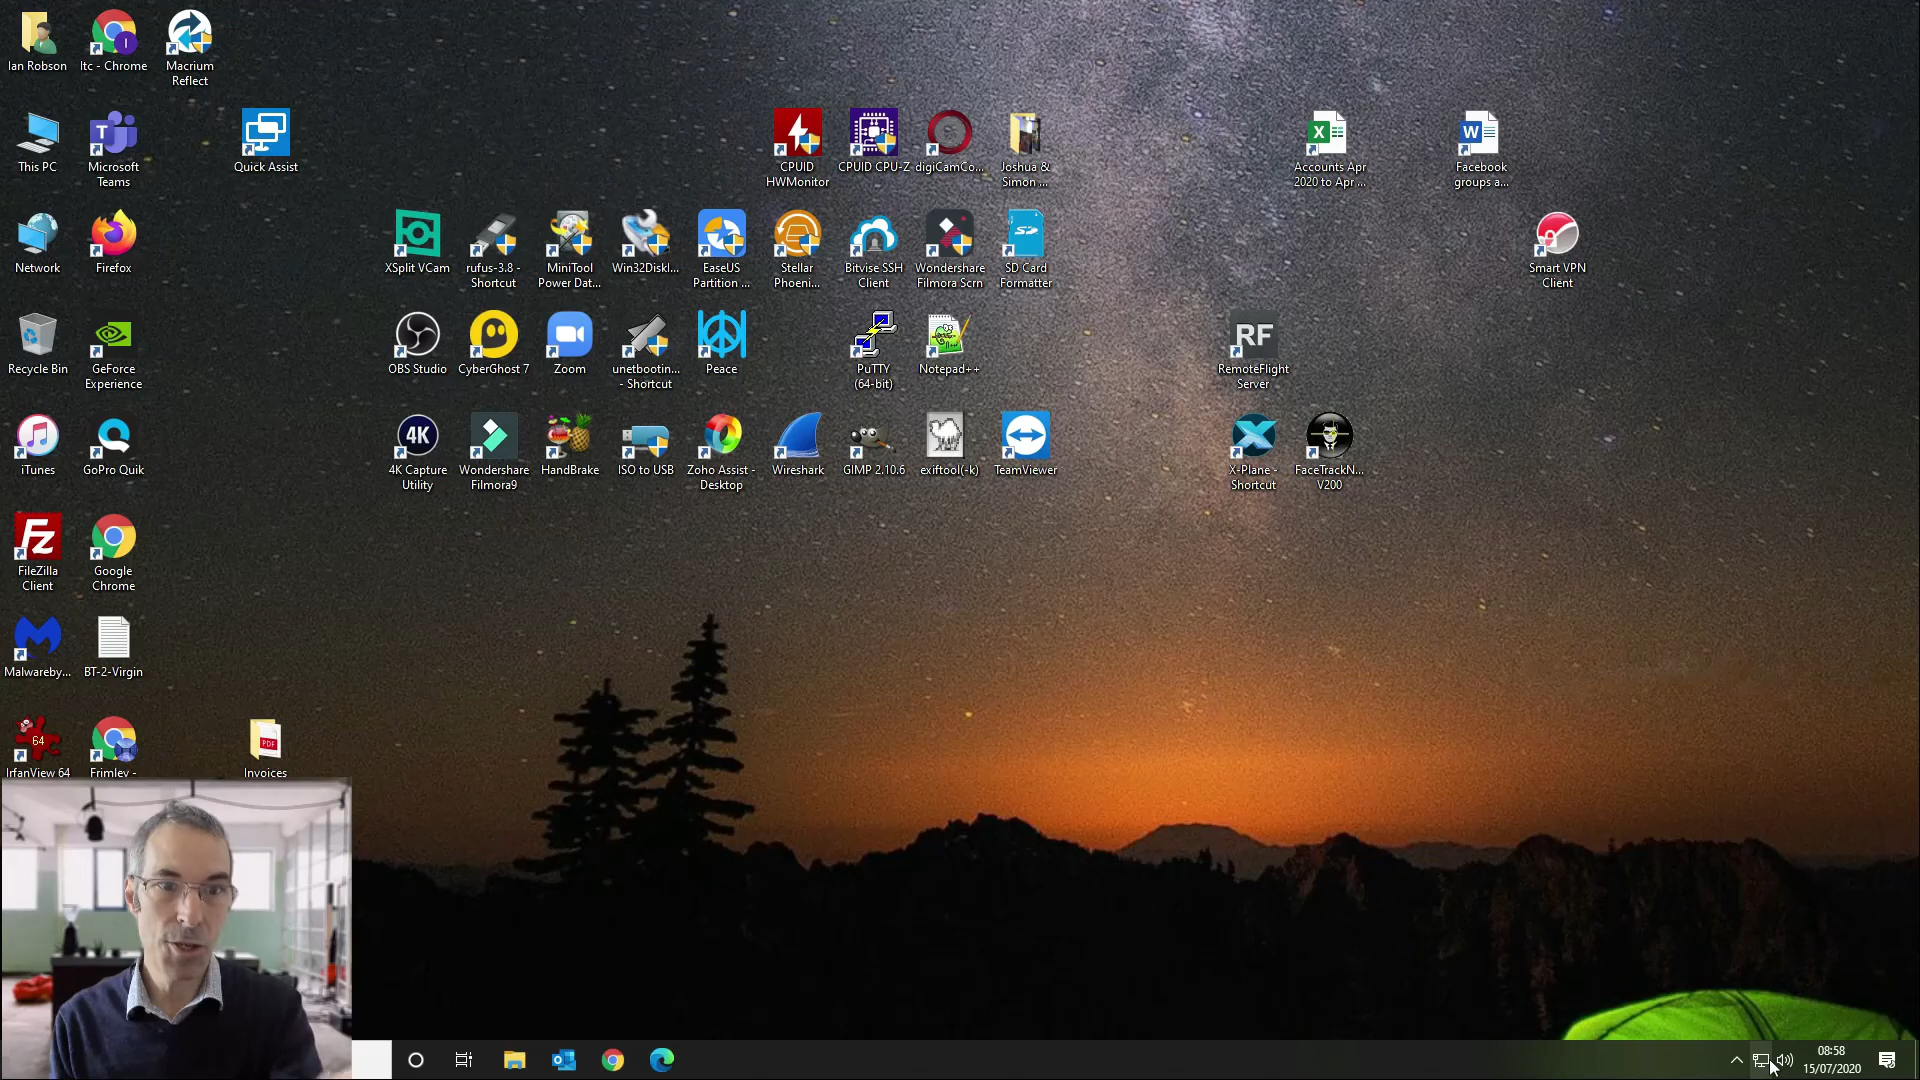 Ian Robson
Itc - Chrome
Macrium
Reflect
This PC
Microsoft
Teams
Quick Assist
CPUID
HWMonitor
CPUID CPU-Z
digiCamCo...
Joshua &
Simon ...
Accounts Apr
2020 to Apr ...
Facebook
groups a...
Network
Firefox
XSplit VCam
rufus-3.8 -
Shortcut
MiniTool
Power Dat...
Win32DiskI...
EaseUS
Partition ...
Stellar
Phoeni...
Bitvise SSH
Client
Wondershare
Filmora Scrn
SD Card
Formatter
Smart VPN
Client
Recycle Bin
GeForce
Experience
OBS Studio
CyberGhost 7
Zoom
unetbootin...
- Shortcut
Peace
PuTTY
(64-bit)
Notepad++
RF
RemoteFlight
Server
iTunes
GoPro Quik
4K
4K Capture
Utility
Wondershare
Filmora9
HandBrake
ISO to USB
Zoho Assist -
Desktop
Wireshark
GIMP 2.10.6
exiftool(-k)
TeamViewer
X-Plane -
Shortcut
FaceTrackN...
V200
FileZilla
Client
Google
Chrome
Malwareby...
BT-2-Virgin
64
IrfanView 64
Frimley -
PDF
Invoices
08:58
15/07/2020